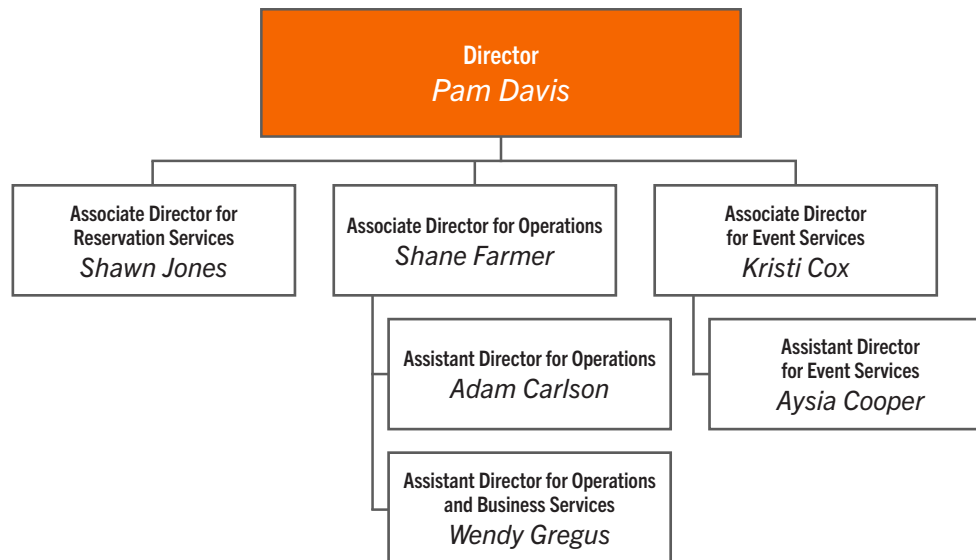 Director
Pam Davis
Associate Director for
Reservation Services
Shawn Jones
Associate Director for Operations
Shane Farmer
Associate Director
for Event Services
Kristi Cox
Assistant Director for Operations
Adam Carlson
Assistant Director
for Event Services
Aysia Cooper
Assistant Director for Operations
and Business Services
Wendy Gregus